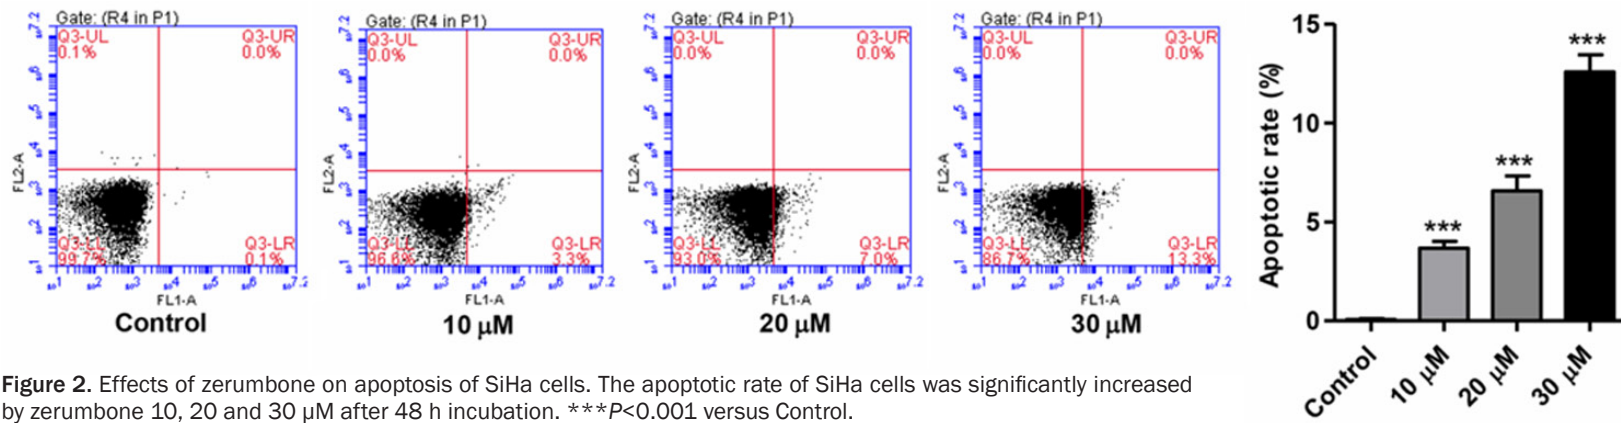 Gate: (R4 in P1)
Q3-UL
0.1%
Q3-UR
0.0%
Q3-LL
99.7%
Q3-LR
0.1%
FL2-A
FL1-A
Control
Gate: (R4 in P1)
Q3-UL
0.0%
Q3-UR
0.0%
Q3-LL
96.6%
Q3-LR
3.3%
FL2-A
FL1-A
10 µM
Gate: (R4 in P1)
Q3-UL
0.0%
Q3-UR
0.0%
Q3-LL
93.0%
Q3-LR
7.0%
FL2-A
FL1-A
20 µM
Gate: (R4 in P1)
Q3-UL
0.0%
Q3-UR
0.0%
Q3-LL
86.7%
Q3-LR
13.3%
FL2-A
FL1-A
30 µM
Apoptotic rate (%)
15
10
5
0
***
***
***
Control
10 µM
20 µM
30 µM
Figure 2. Effects of zerumbone on apoptosis of SiHa cells. The apoptotic rate of SiHa cells was significantly increased
by zerumbone 10, 20 and 30 µM after 48 h incubation. ***P<0.001 versus Control.